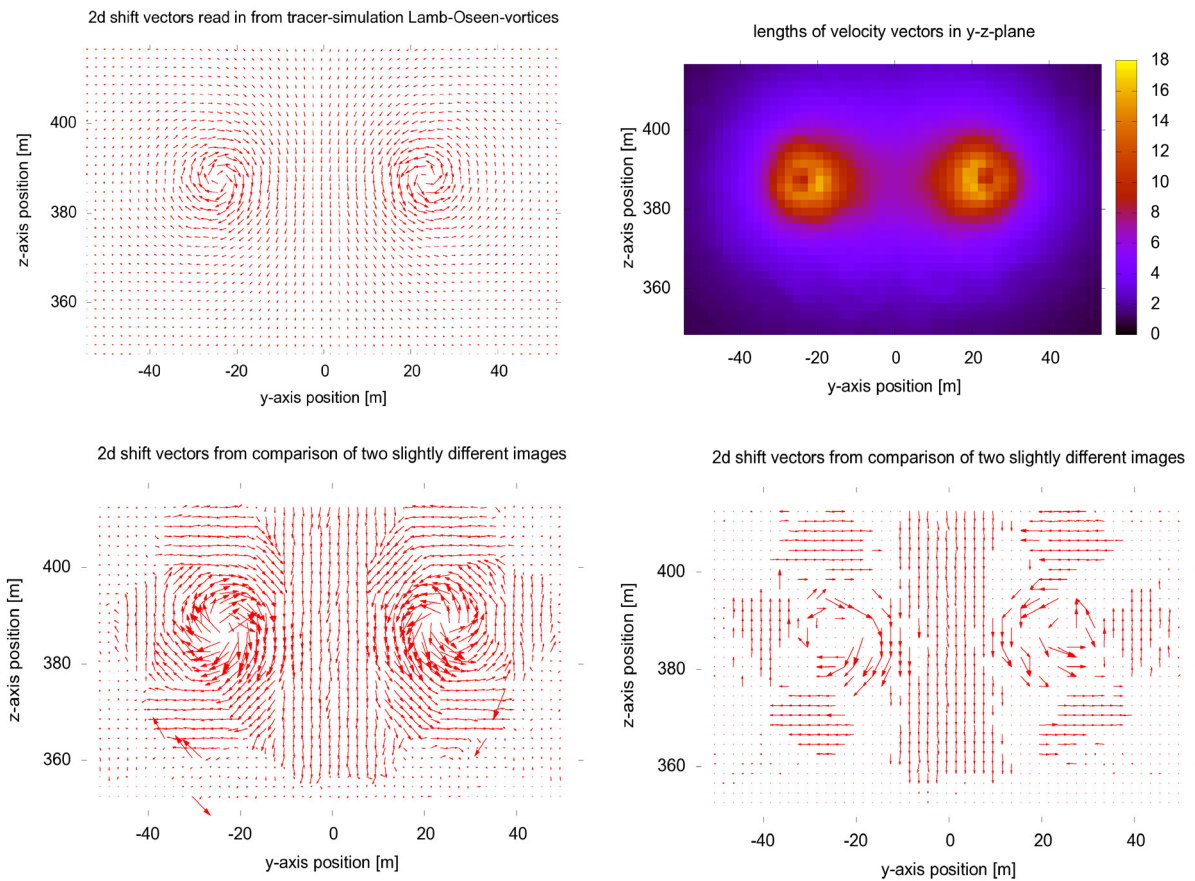 2d shift vectors read in from tracer-simulation Lamb-Oseen-vortices
z-axis position [m]
400
380
360
-40 -20 0 20 40
y-axis position [m]
lengths of velocity vectors in y-z-plane
z-axis position [m]
400
380
360
-40 -20 0 20 40
y-axis position [m]
18
16
14
12
10
8
6
4
2
0
2d shift vectors from comparison of two slightly different images
z-axis position [m]
400
380
360
-40 -20 0 20 40
y-axis position [m]
2d shift vectors from comparison of two slightly different images
z-axis position [m]
400
380
360
-40 -20 0 20 40
y-axis position [m]